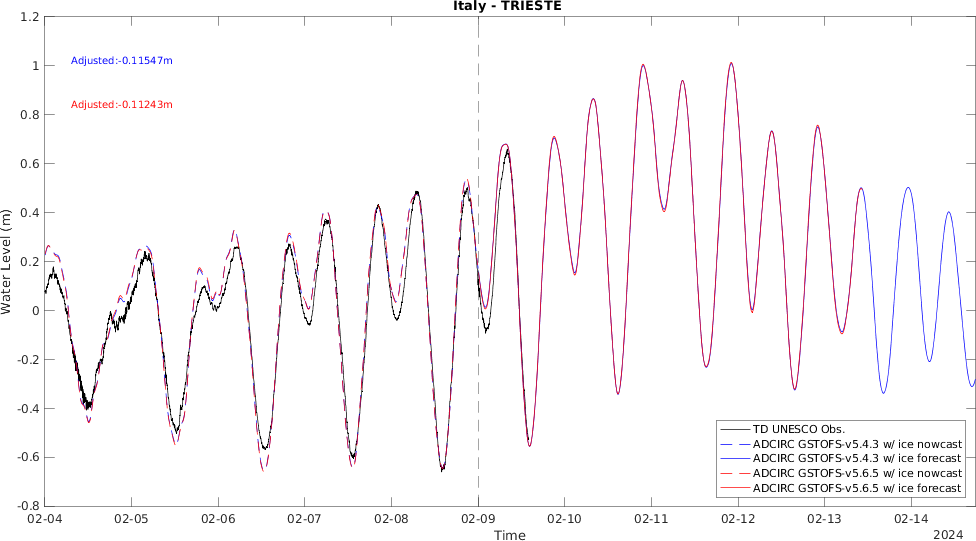 Italy - TRIESTE
1.2
1
0.8
0.6
0.4
0.2
0
-0.2
-0.4
-0.6
-0.8
Water Level (m)
Adjusted:-0.11547m
Adjusted:-0.11243m
TD UNESCO Obs.
ADCIRC GSTOFS-v5.4.3 w/ ice nowcast
ADCIRC GSTOFS-v5.4.3 w/ ice forecast
ADCIRC GSTOFS-v5.6.5 w/ ice nowcast
ADCIRC GSTOFS-v5.6.5 w/ ice forecast
02-04 02-05 02-06 02-07 02-08 02-09 02-10 02-11 02-12 02-13 02-14
Time
2024